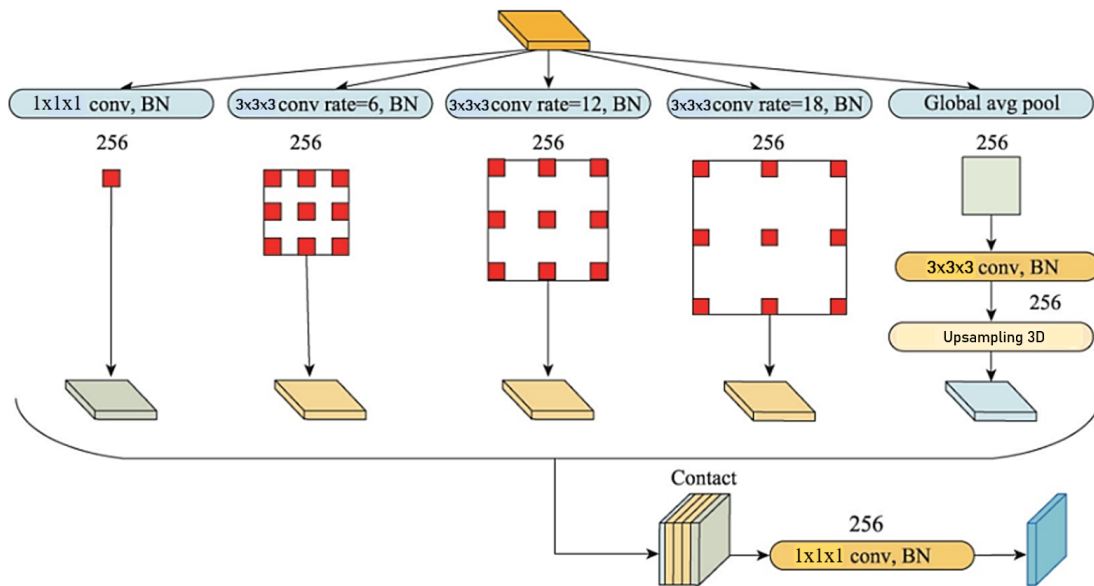 1x1x1 conv, BN
3x3x3 conv rate=6, BN
3x3x3 conv rate=12, BN
3x3x3 conv rate=18, BN
Global avg pool
256
256
256
256
256
3x3x3 conv, BN
256
Upsampling 3D
Contact
256
1x1x1 conv, BN